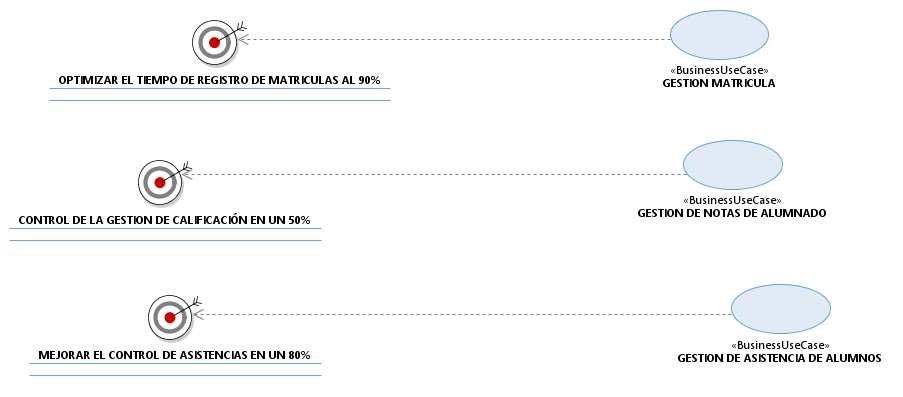 OPTIMIZAR EL TIEMPO DE REGISTRO DE MATRICULAS AL 90%
«BusinessUseCase»
GESTION MATRICULA
CONTROL DE LA GESTION DE CALIFICACIÓN EN UN 50%
«BusinessUseCase»
GESTION DE NOTAS DE ALUMNADO
MEJORAR EL CONTROL DE ASISTENCIAS EN UN 80%
«BusinessUseCase»
GESTION DE ASISTENCIA DE ALUMNOS